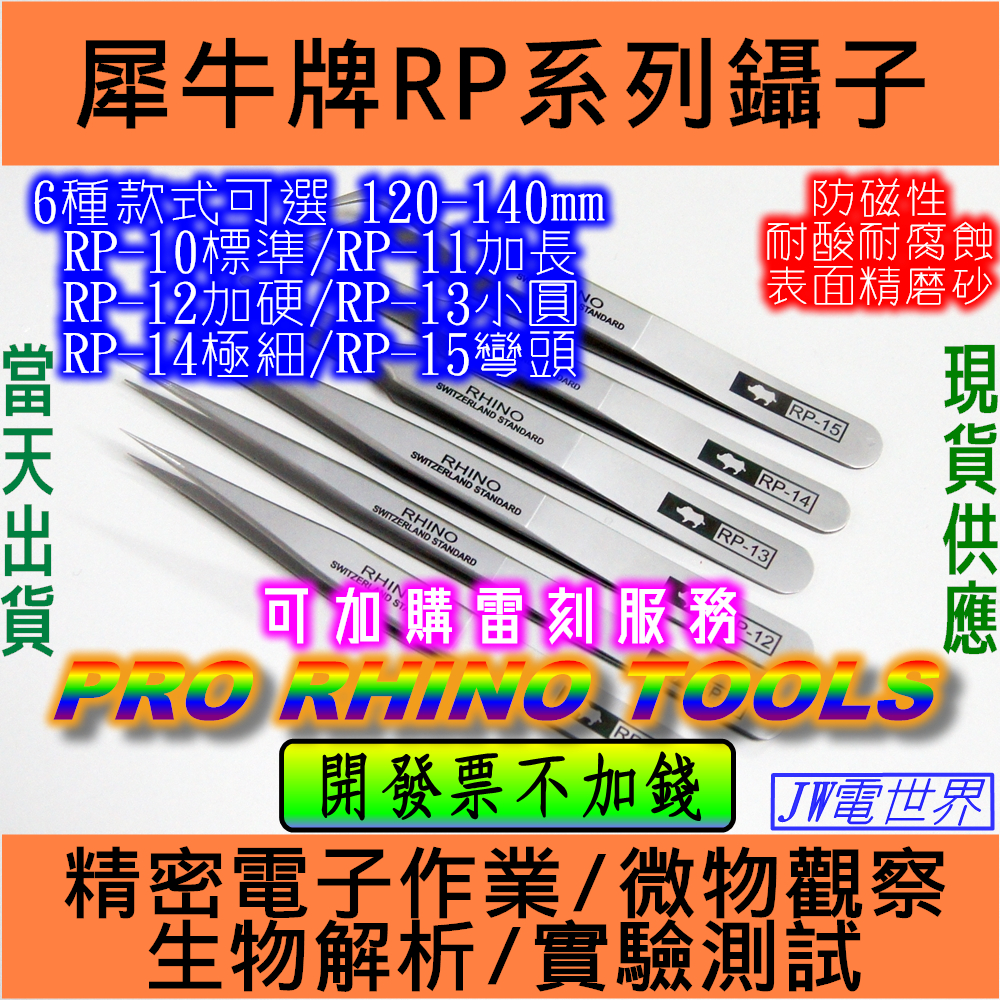 犀牛牌RP系列鑷子
6種款式可選 120-140mm
RP-10標準/RP-11加長
RP-12加硬/RP-13小圓
RP-14極細/RP-15彎頭
防磁性
耐酸耐腐蝕
表面精磨砂
當天出貨
現貨供應
RP-15
RP-14
RHINO
SWITZERLAND STANDARD
RP-13
RHINO
SWITZERLAND STANDARD
RHINO
SWITZERLAND STANDARD
RHINO
SWITZERLAND
可加購雷刻服務
PRO RHINO TOOLS
開發票不加錢
JW電世界
精密電子作業/微物觀察
生物解析/實驗測試